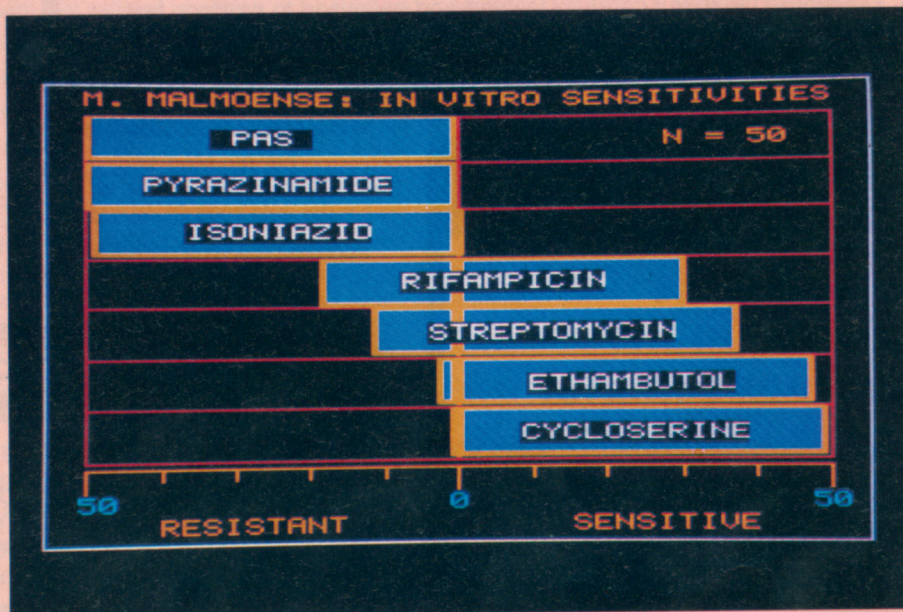 M. MALMOENSE: IN VITRO SENSITIVITIES
PAS
N = 50
PYRAZINAMIDE
ISONIAZID
RIFAMPICIN
STREPTOMYCIN
ETHAMBUTOL
CYCLOSERINE
50 0 50
RESISTANT SENSITIVE